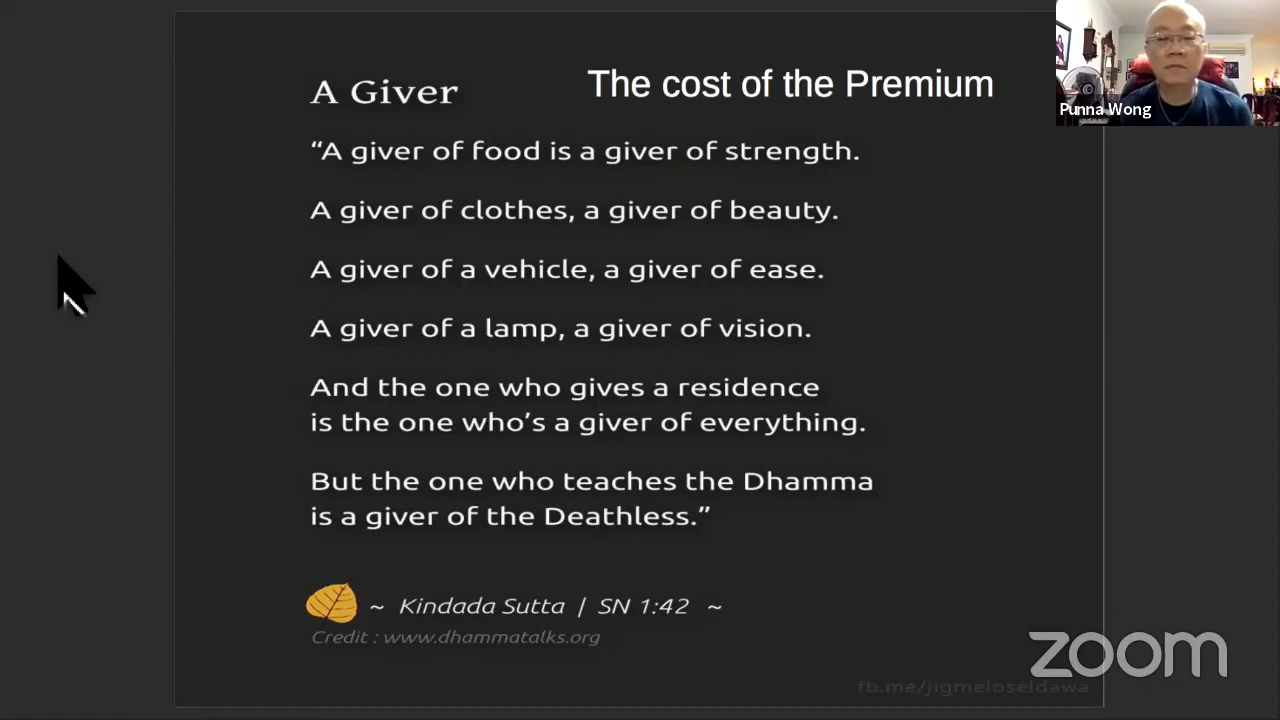 A Giver
The cost of the Premium
Punna Wong
“A giver of food is a giver of strength.
A giver of clothes, a giver of beauty.
A giver of a vehicle, a giver of ease.
A giver of a lamp, a giver of vision.
And the one who gives a residence
is the one who’s a giver of everything.
But the one who teaches the Dhamma
is a giver of the Deathless.”
~ Kindada Sutta | SN 1:42 ~
Credit : www.dhammatalks.org
zoom
fb.me/jigmeloseldawa